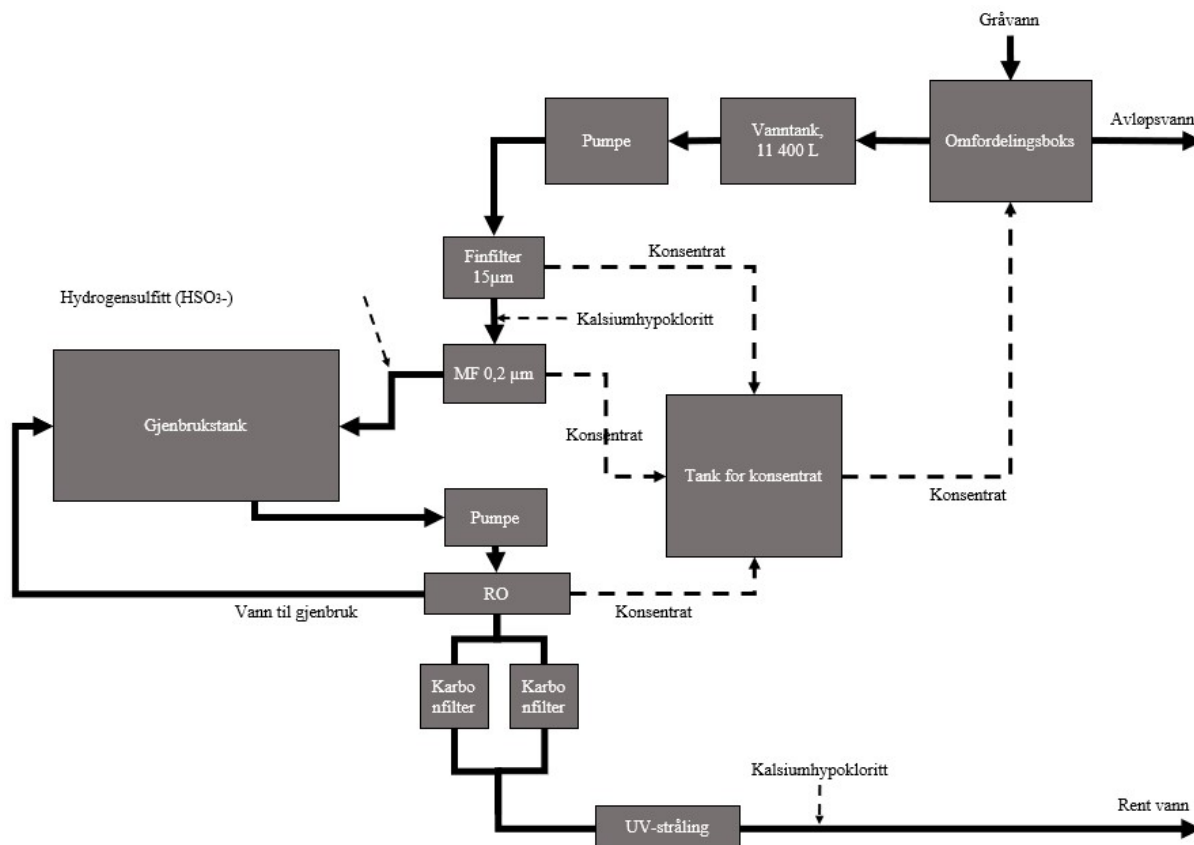 Gråvann
Avløpsvann
Omfordelingsboks
Vanntank,
11 400 L
Pumpe
Finfilter
15µm
Konsentrat
Hydrogensulfitt (HSO3-)
Kalsiumhypokloritt
MF 0,2 µm
Gjenbrukstank
Konsentrat
Tank for konsentrat
Konsentrat
Pumpe
RO
Vann til gjenbruk
Konsentrat
Karbo
nfilter
Karbo
nfilter
Kalsiumhypokloritt
Rent vann
UV-stråling